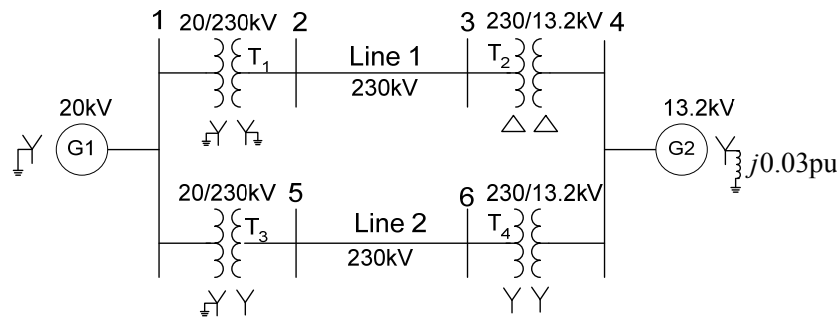 1 20/230kV 2 3 230/13.2kV 4
T₁ Line 1 T₂
230kV
20kV 13.2kV
G1 G2 j0.03pu
20/230kV 5 6 230/13.2kV
T₃ Line 2 T₄
230kV